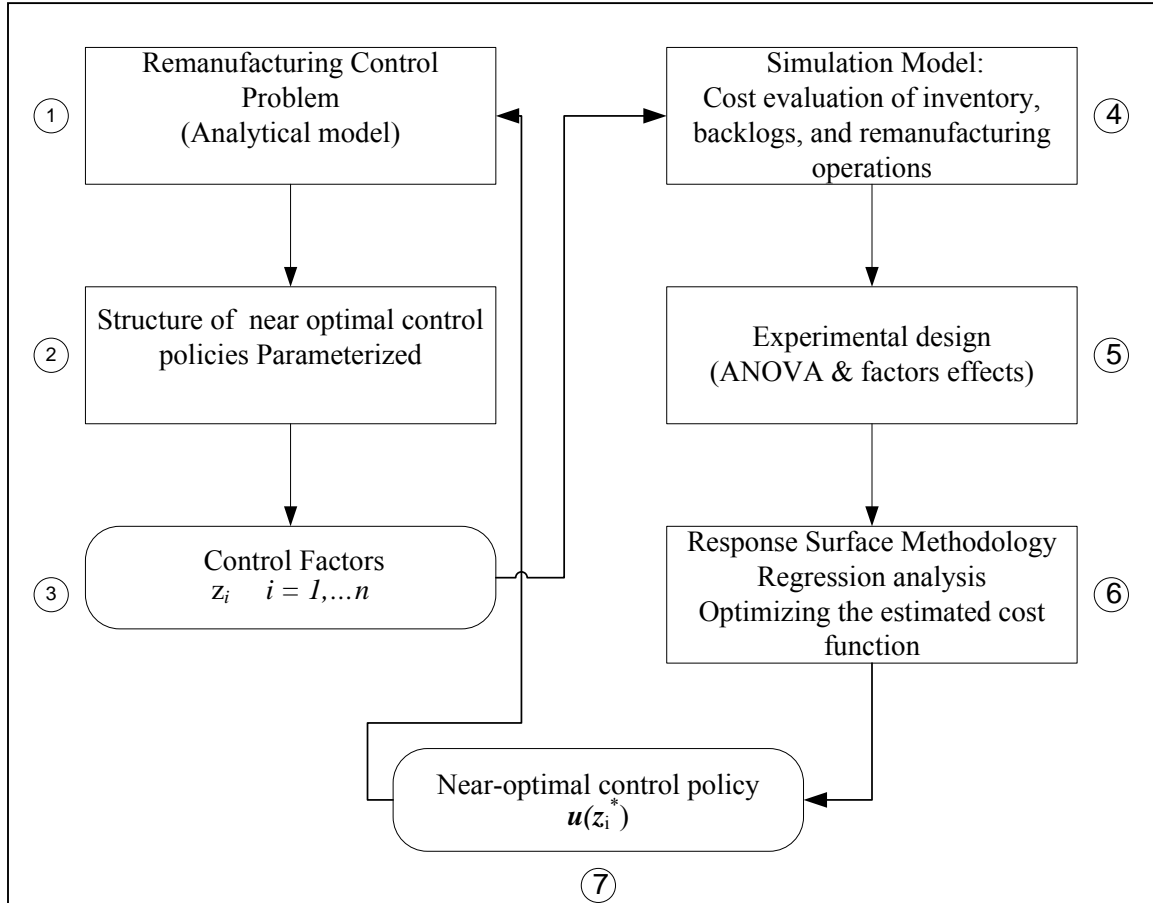 1
Remanufacturing Control
Problem
(Analytical model)
2
Structure of near optimal control
policies Parameterized
3
Control Factors
zi i = 1,...n
Simulation Model:
Cost evaluation of inventory,
backlogs, and remanufacturing
operations
4
Experimental design
(ANOVA & factors effects)
5
Response Surface Methodology
Regression analysis
Optimizing the estimated cost
function
6
Near-optimal control policy
u(zi*)
7